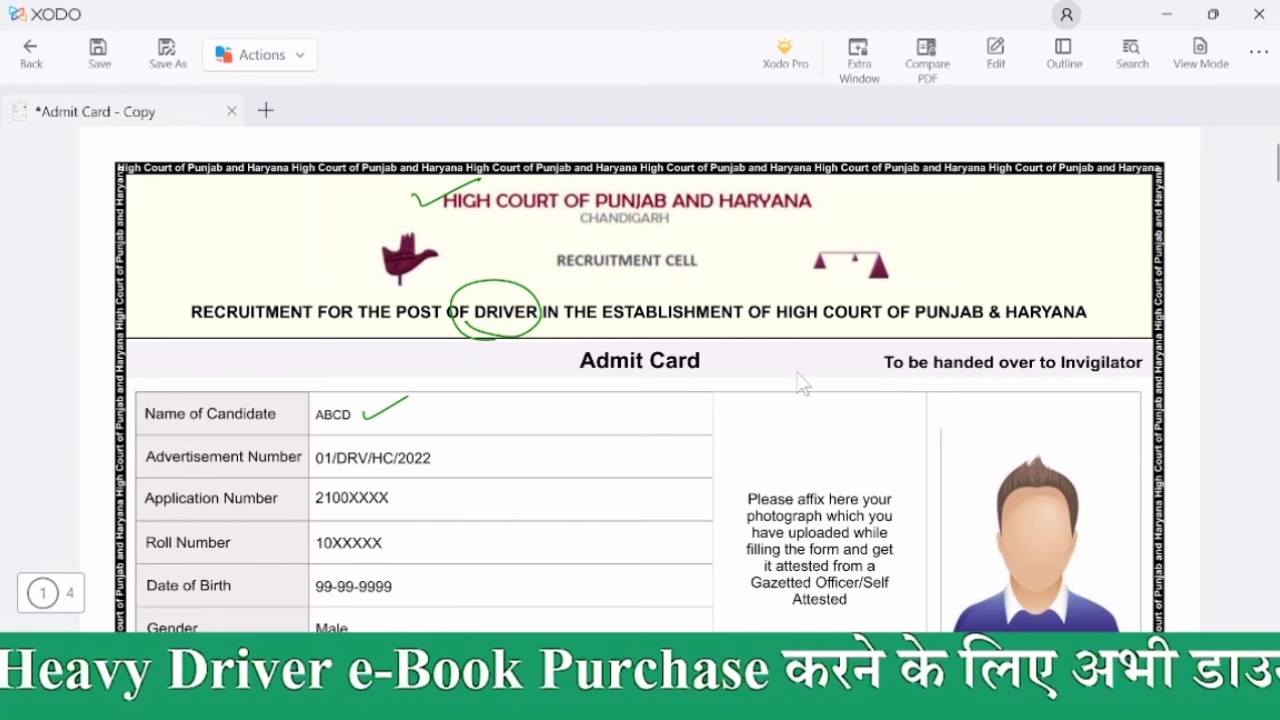 XODO
Back
Save
Save As
Actions
Xodo Pro
Extra Window
Compare PDF
Edit
Outline
Search
View Mode
*Admit Card - Copy
High Court of Punjab and Haryana High Court of Punjab and Haryana High Court of Punjab and Haryana High Court of Punjab and Haryana High Court of Punjab and Haryana High Court of Punjab and Haryana
HIGH COURT OF PUNJAB AND HARYANA
CHANDIGARH
RECRUITMENT CELL
RECRUITMENT FOR THE POST OF DRIVER IN THE ESTABLISHMENT OF HIGH COURT OF PUNJAB & HARYANA
Admit Card
To be handed over to Invigilator
Name of Candidate ABCD
Advertisement Number 01/DRV/HC/2022
Application Number 2100XXXX
Roll Number 10XXXXX
Date of Birth 99-99-9999
Gender Male
Please affix here your
photograph which you
have uploaded while
filling the form and get
it attested from a
Gazetted Officer/Self
Attested
1 4
Heavy Driver e-Book Purchase करने के लिए अभी